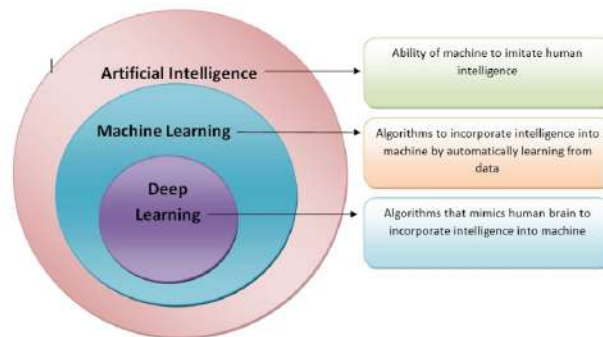 Artificial Intelligence
Ability of machine to imitate human
intelligence
Machine Learning
Algorithms to incorporate intelligence into
machine by automatically learning from
data
Deep
Learning
Algorithms that mimics human brain to
incorporate intelligence into machine